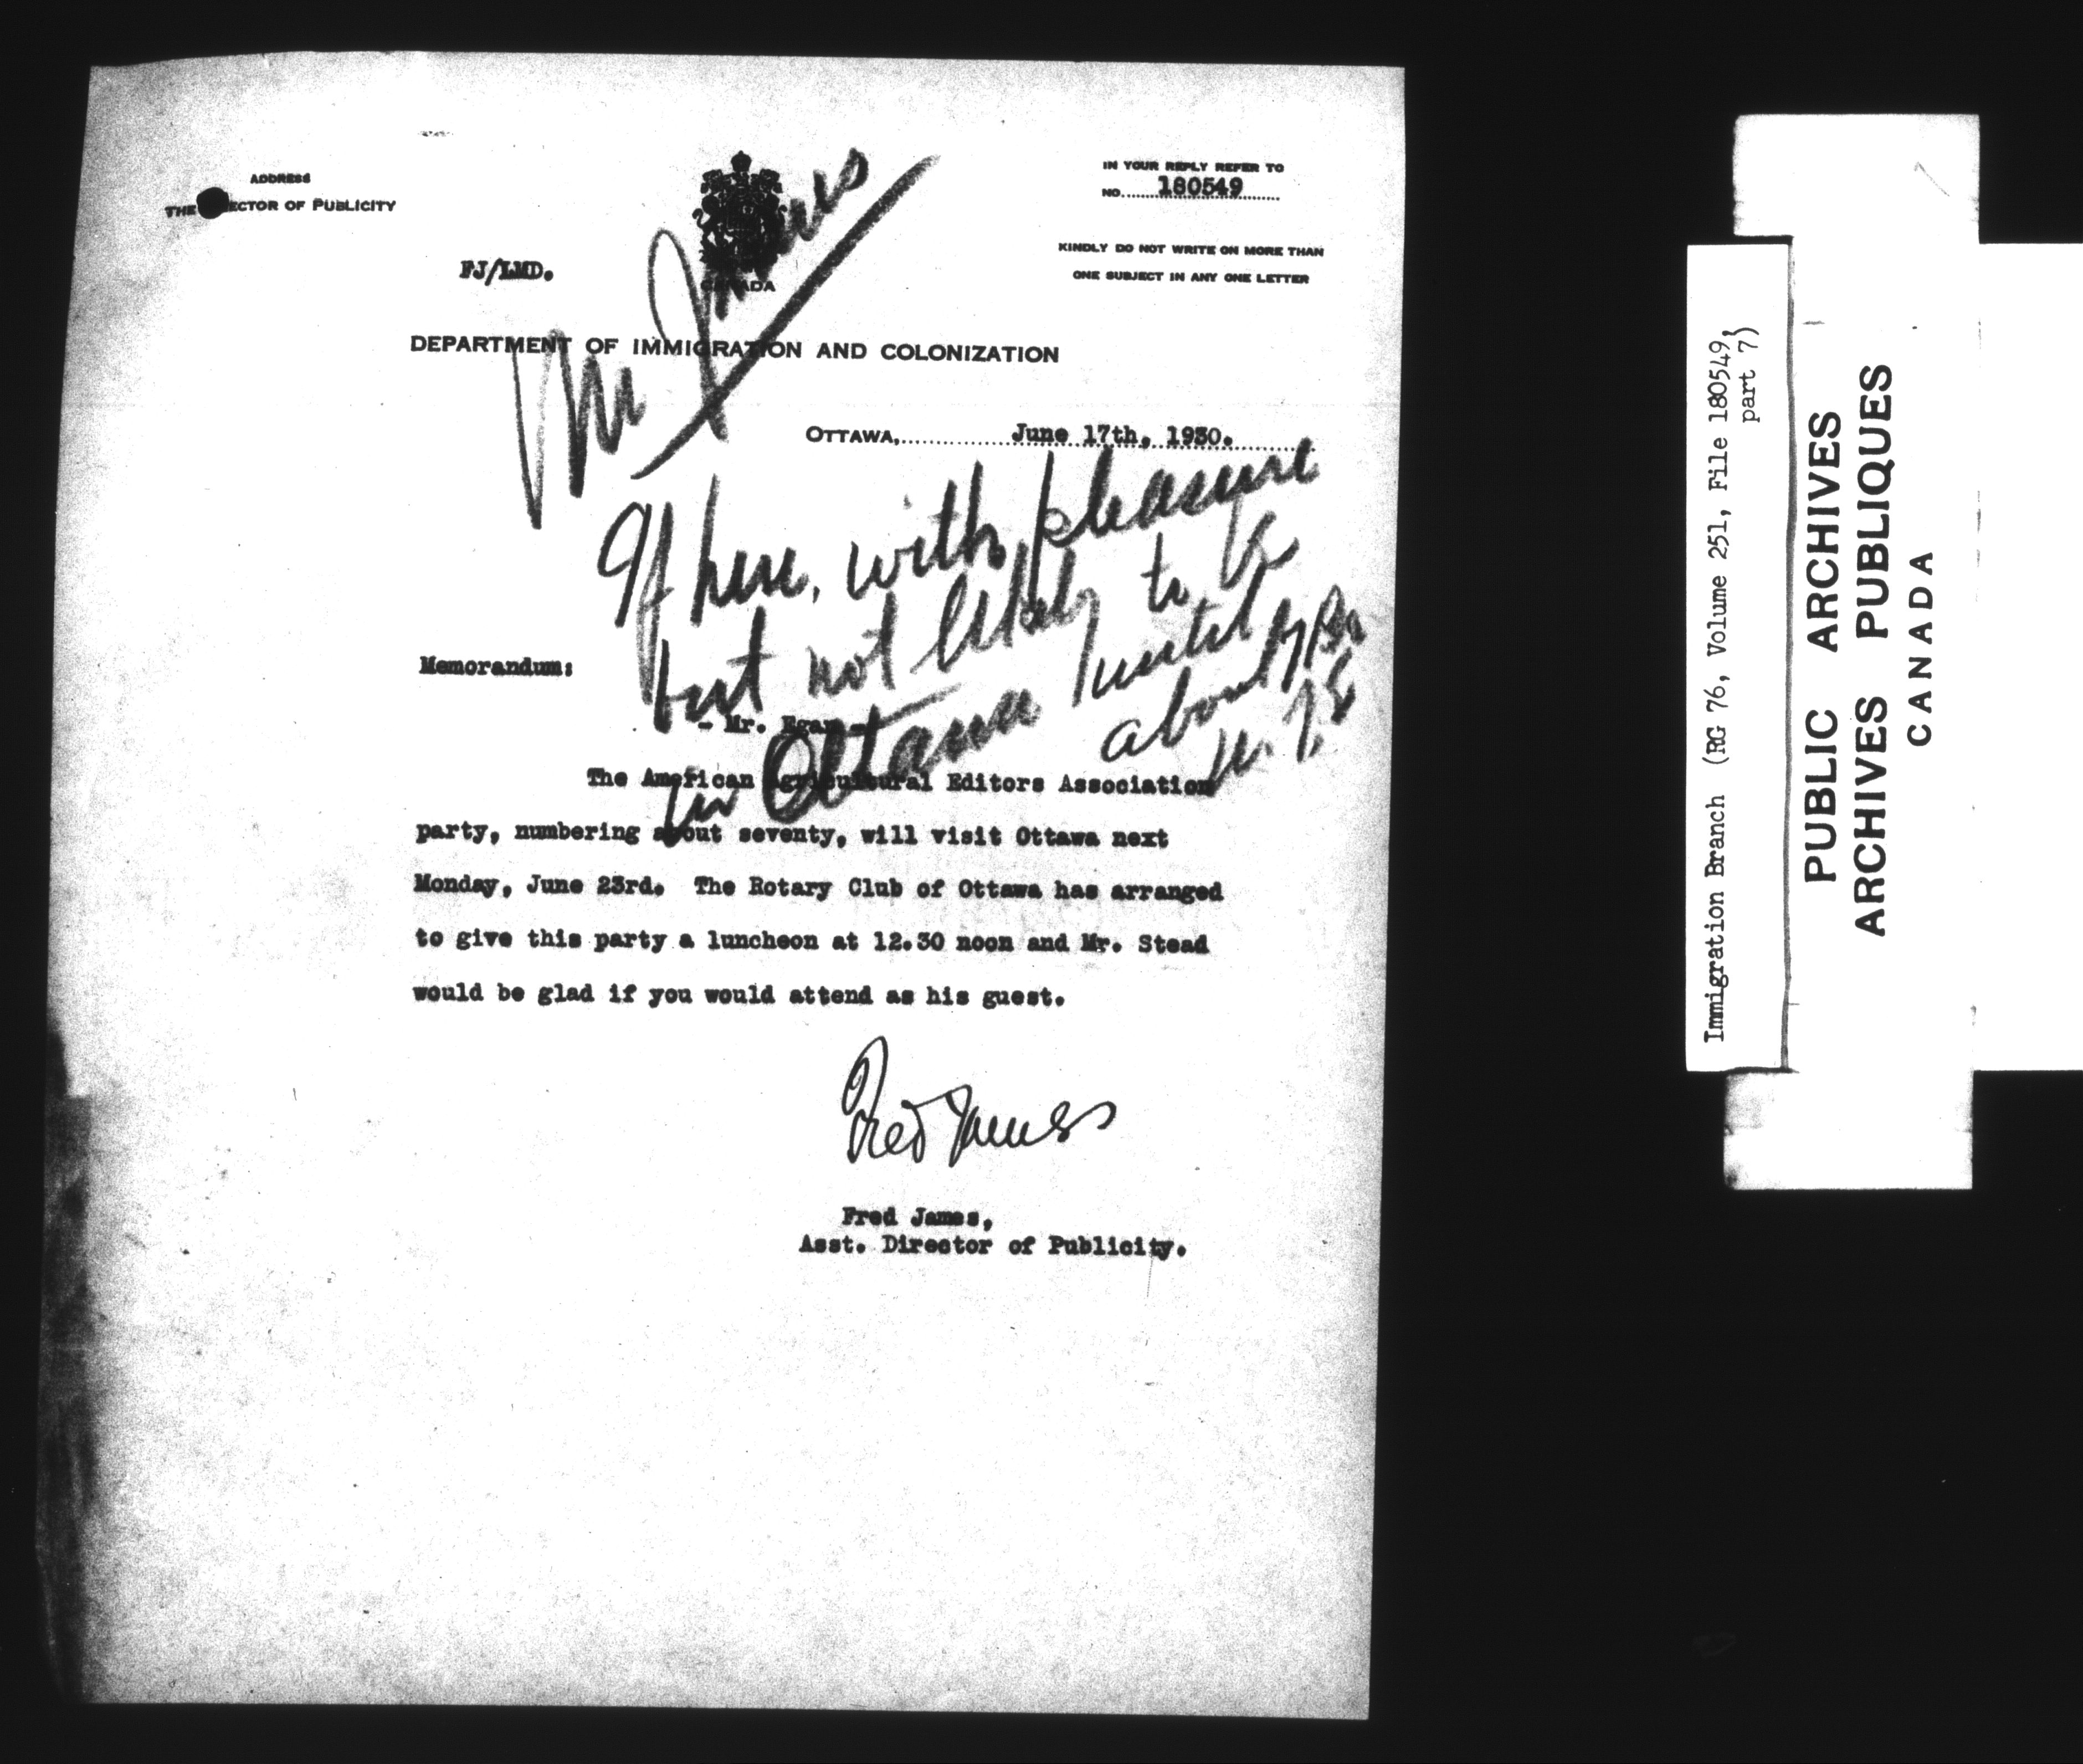 ADDRESS
THE ECTOR OF PUBLICITY
IN YOUR REPLY REFER TO
NO. 180549
KINDLY DO NOT WRITE ON MORE THAN
ONE SUBJECT IN ANY ONE LETTER
FJ/LMD.
CANADA
DEPARTMENT OF IMMIGRATION AND COLONIZATION
OTTAWA, June 17th, 1930.
Mr James
If here, with pleasure
but not likely to be
in Ottawa until
about
Memorandum:
- Mr. Egan -
The American Agricultural Editors Association
party, numbering about seventy, will visit Ottawa next
Monday, June 23rd. The Rotary Club of Ottawa has arranged
to give this party a luncheon at 12.30 noon and Mr. Stead
would be glad if you would attend as his guest.
Fred James
Fred James,
Asst. Director of Publicity.
Immigration Branch (RG 76, Volume 251, File 180549,
part 7)
PUBLIC ARCHIVES
ARCHIVES PUBLIQUES
CANADA